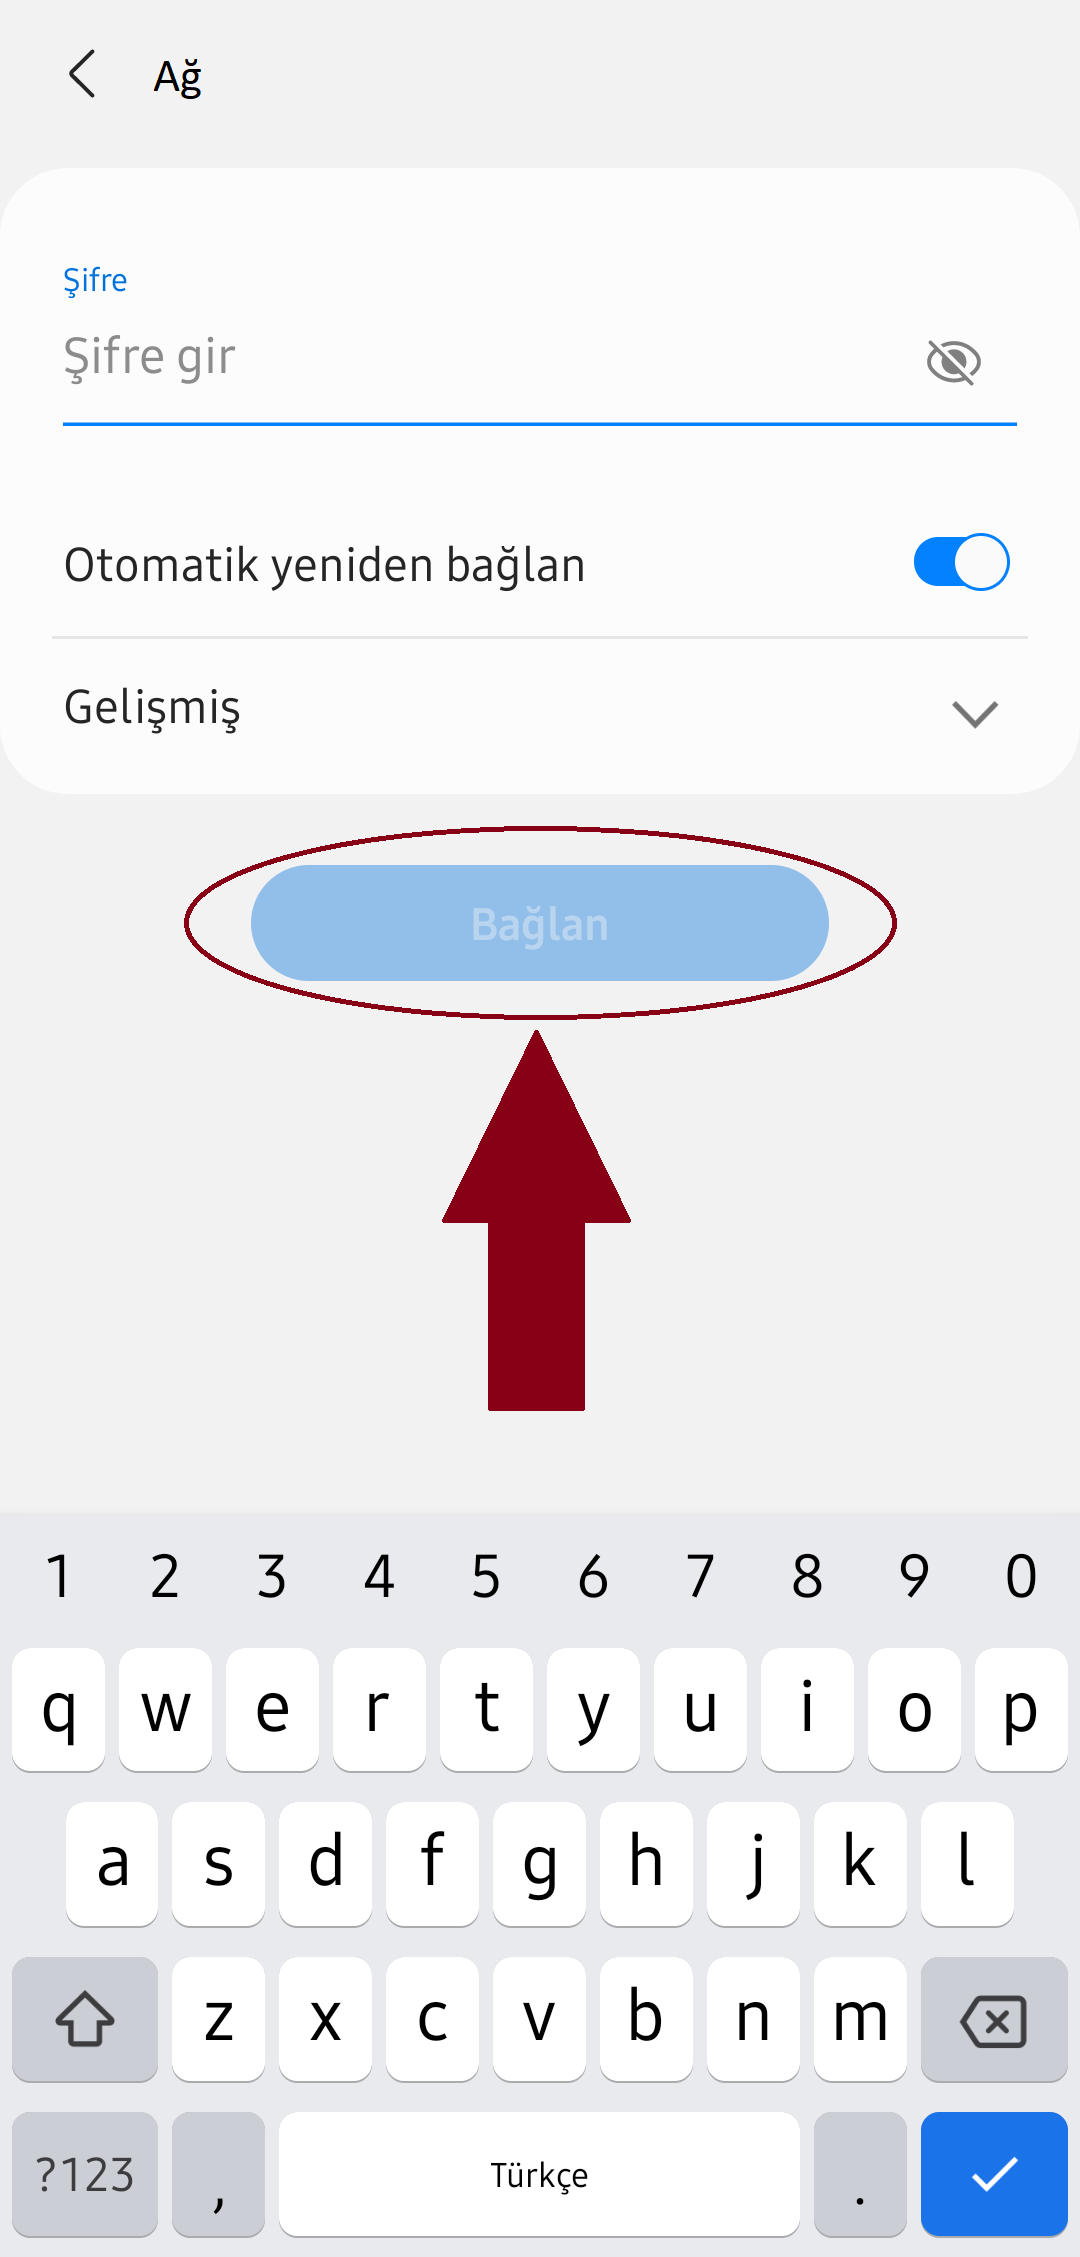 Ağ
Şifre
Şifre gir
Otomatik yeniden bağlan
Gelişmiş
Bağlan
1 2 3 4 5 6 7 8 9 0
q w e r t y u i o p
a s d f g h j k l
z x c v b n m
?123 , Türkçe .